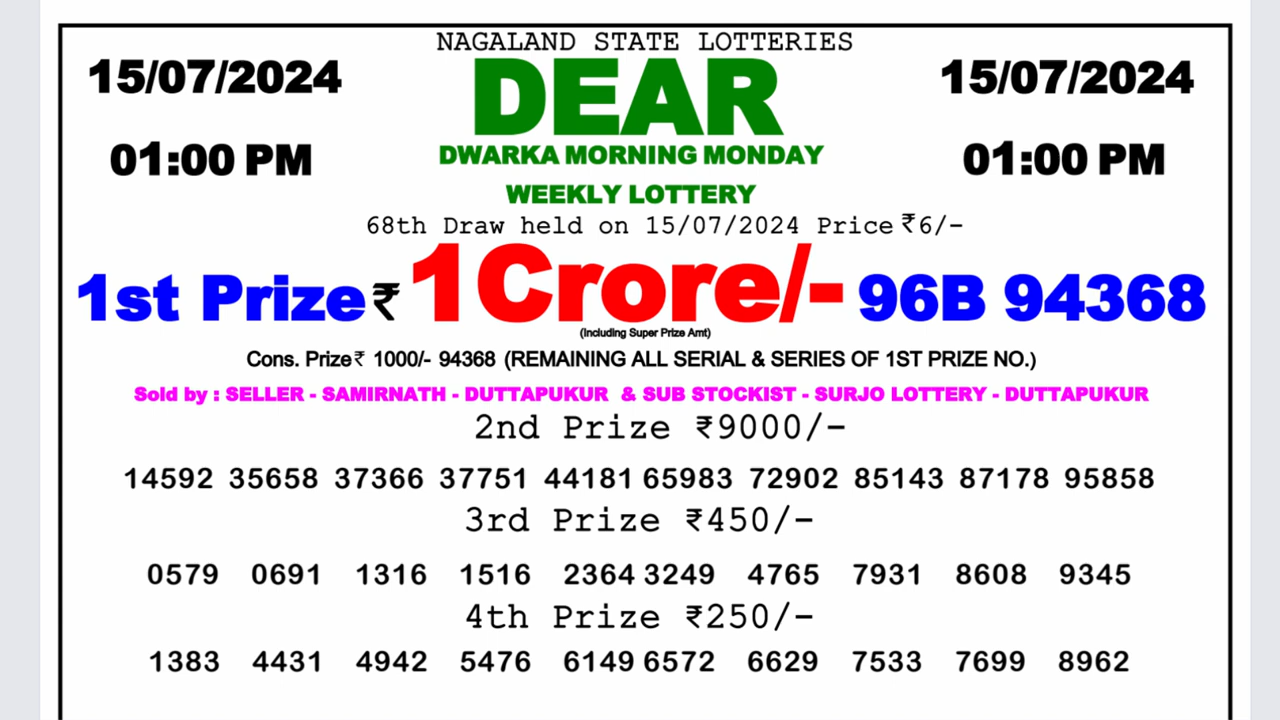 NAGALAND STATE LOTTERIES
15/07/2024 DEAR 15/07/2024
01:00 PM DWARKA MORNING MONDAY 01:00 PM
WEEKLY LOTTERY
68th Draw held on 15/07/2024 Price ₹6/-
1st Prize ₹ 1Crore/- 96B 94368
(Including Super Prize Amt)
Cons. Prize ₹ 1000/- 94368 (REMAINING ALL SERIAL & SERIES OF 1ST PRIZE NO.)
Sold by : SELLER - SAMIRNATH - DUTTAPUKUR & SUB STOCKIST - SURJO LOTTERY - DUTTAPUKUR
2nd Prize ₹9000/-
14592 35658 37366 37751 44181 65983 72902 85143 87178 95858
3rd Prize ₹450/-
0579 0691 1316 1516 2364 3249 4765 7931 8608 9345
4th Prize ₹250/-
1383 4431 4942 5476 6149 6572 6629 7533 7699 8962